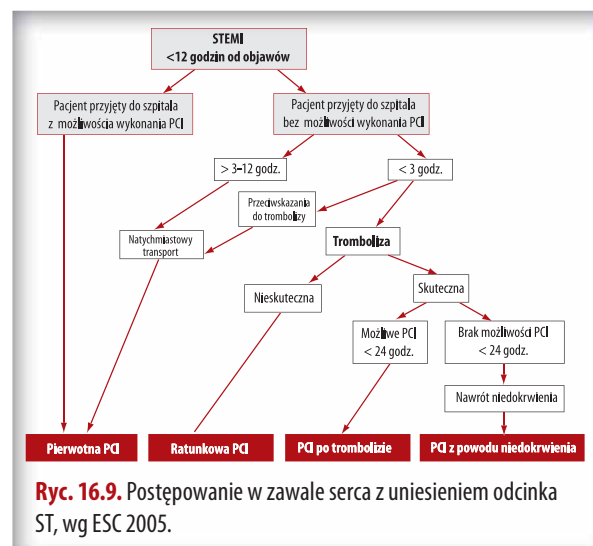 STEMI
<12 godzin od objawów
Pacjent przyjęty do szpitala
z możliwościa wykonania PCI
Pacjent przyjęty do szpitala
bez możliwości wykonania PCI
> 3–12 godz.
< 3 godz.
Przeciwskazania
do trombolizy
Natychmiastowy
transport
Tromboliza
Nieskuteczna
Skuteczna
Możliwe PCI
< 24 godz.
Brak możliwości PCI
< 24 godz.
Nawrót niedokrwienia
Pierwotna PCI
Ratunkowa PCI
PCI po trombolizie
PCI z powodu niedokrwienia
Ryc. 16.9. Postępowanie w zawale serca z uniesieniem odcinka
ST, wg ESC 2005.